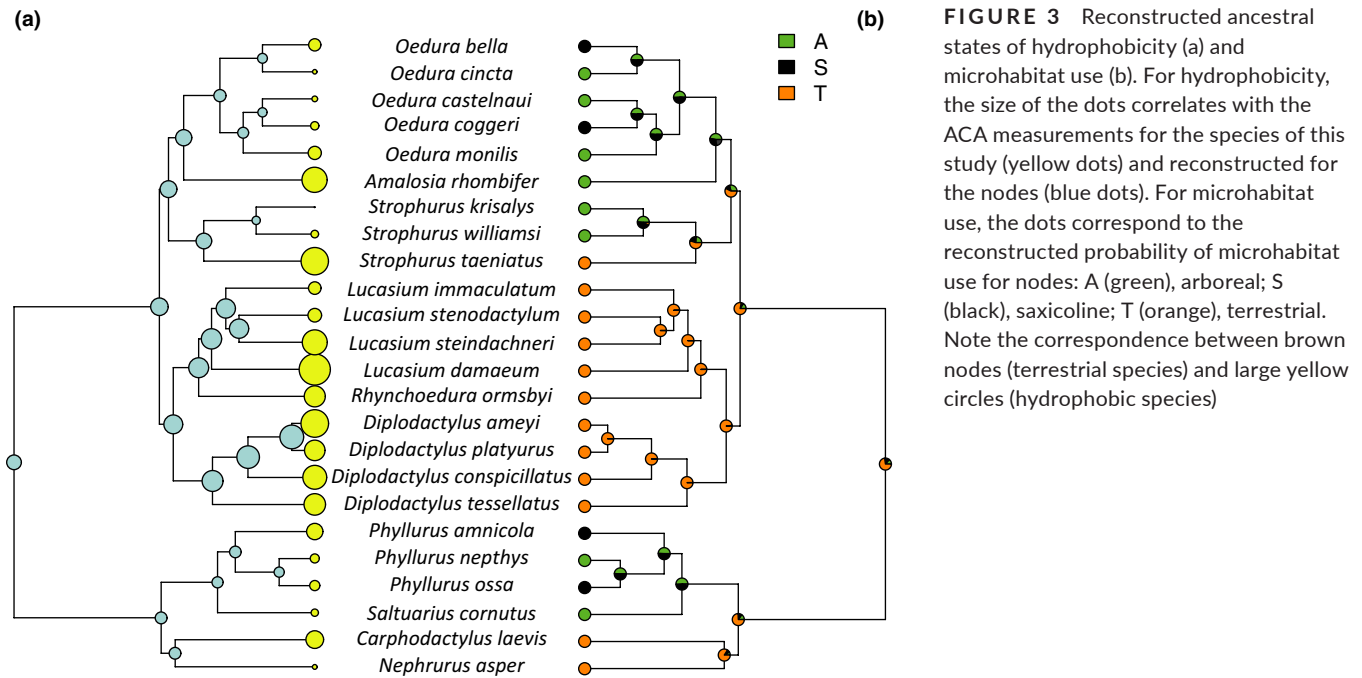 (a)
(b)
Oedura bella
Oedura cincta
Oedura castelnaui
Oedura coggeri
Oedura monilis
Amalosia rhombifer
Strophurus krisalys
Strophurus williamsi
Strophurus taeniatus
Lucasium immaculatum
Lucasium stenodactylum
Lucasium steindachneri
Lucasium damaeum
Rhynchoedura ormsbyi
Diplodactylus ameyi
Diplodactylus platyurus
Diplodactylus conspicillatus
Diplodactylus tessellatus
Phyllurus amnicola
Phyllurus nepthys
Phyllurus ossa
Saltuarius cornutus
Carphodactylus laevis
Nephrurus asper
A
S
T
FIGURE 3 Reconstructed ancestral
states of hydrophobicity (a) and
microhabitat use (b). For hydrophobicity,
the size of the dots correlates with the
ACA measurements for the species of this
study (yellow dots) and reconstructed for
the nodes (blue dots). For microhabitat
use, the dots correspond to the
reconstructed probability of microhabitat
use for nodes: A (green), arboreal; S
(black), saxicoline; T (orange), terrestrial.
Note the correspondence between brown
nodes (terrestrial species) and large yellow
circles (hydrophobic species)